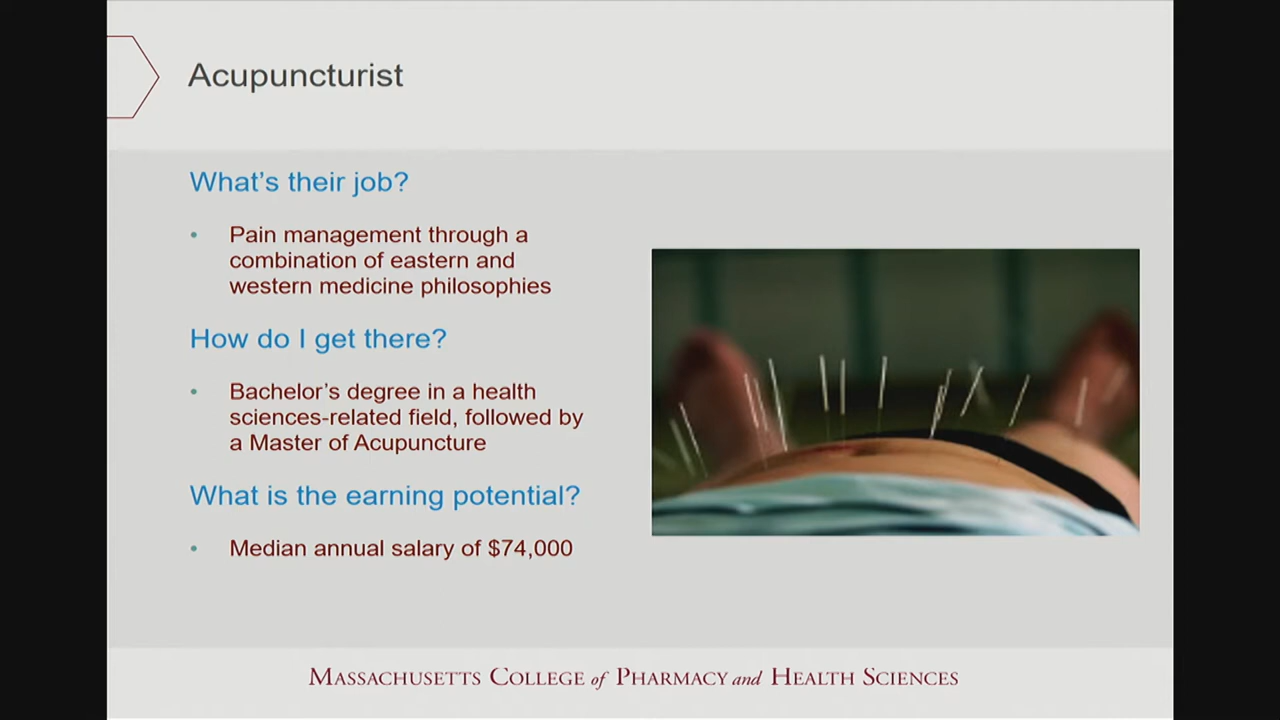 Acupuncturist
What's their job?
• Pain management through a
combination of eastern and
western medicine philosophies
How do I get there?
• Bachelor's degree in a health
sciences-related field, followed by
a Master of Acupuncture
What is the earning potential?
• Median annual salary of $74,000
MASSACHUSETTS COLLEGE of PHARMACY and HEALTH SCIENCES